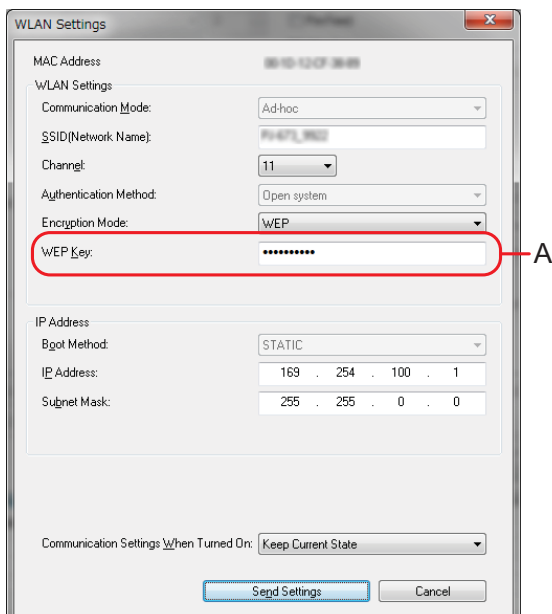 WLAN Settings
MAC Address
WLAN Settings
Communication Mode: Ad-hoc
SSID(Network Name):
Channel: 11
Authentication Method: Open system
Encryption Mode: WEP
WEP Key: ••••••••••
A
IP Address
Boot Method: STATIC
IP Address: 169 . 254 . 100 . 1
Subnet Mask: 255 . 255 . 0 . 0
Communication Settings When Turned On: Keep Current State
Send Settings Cancel